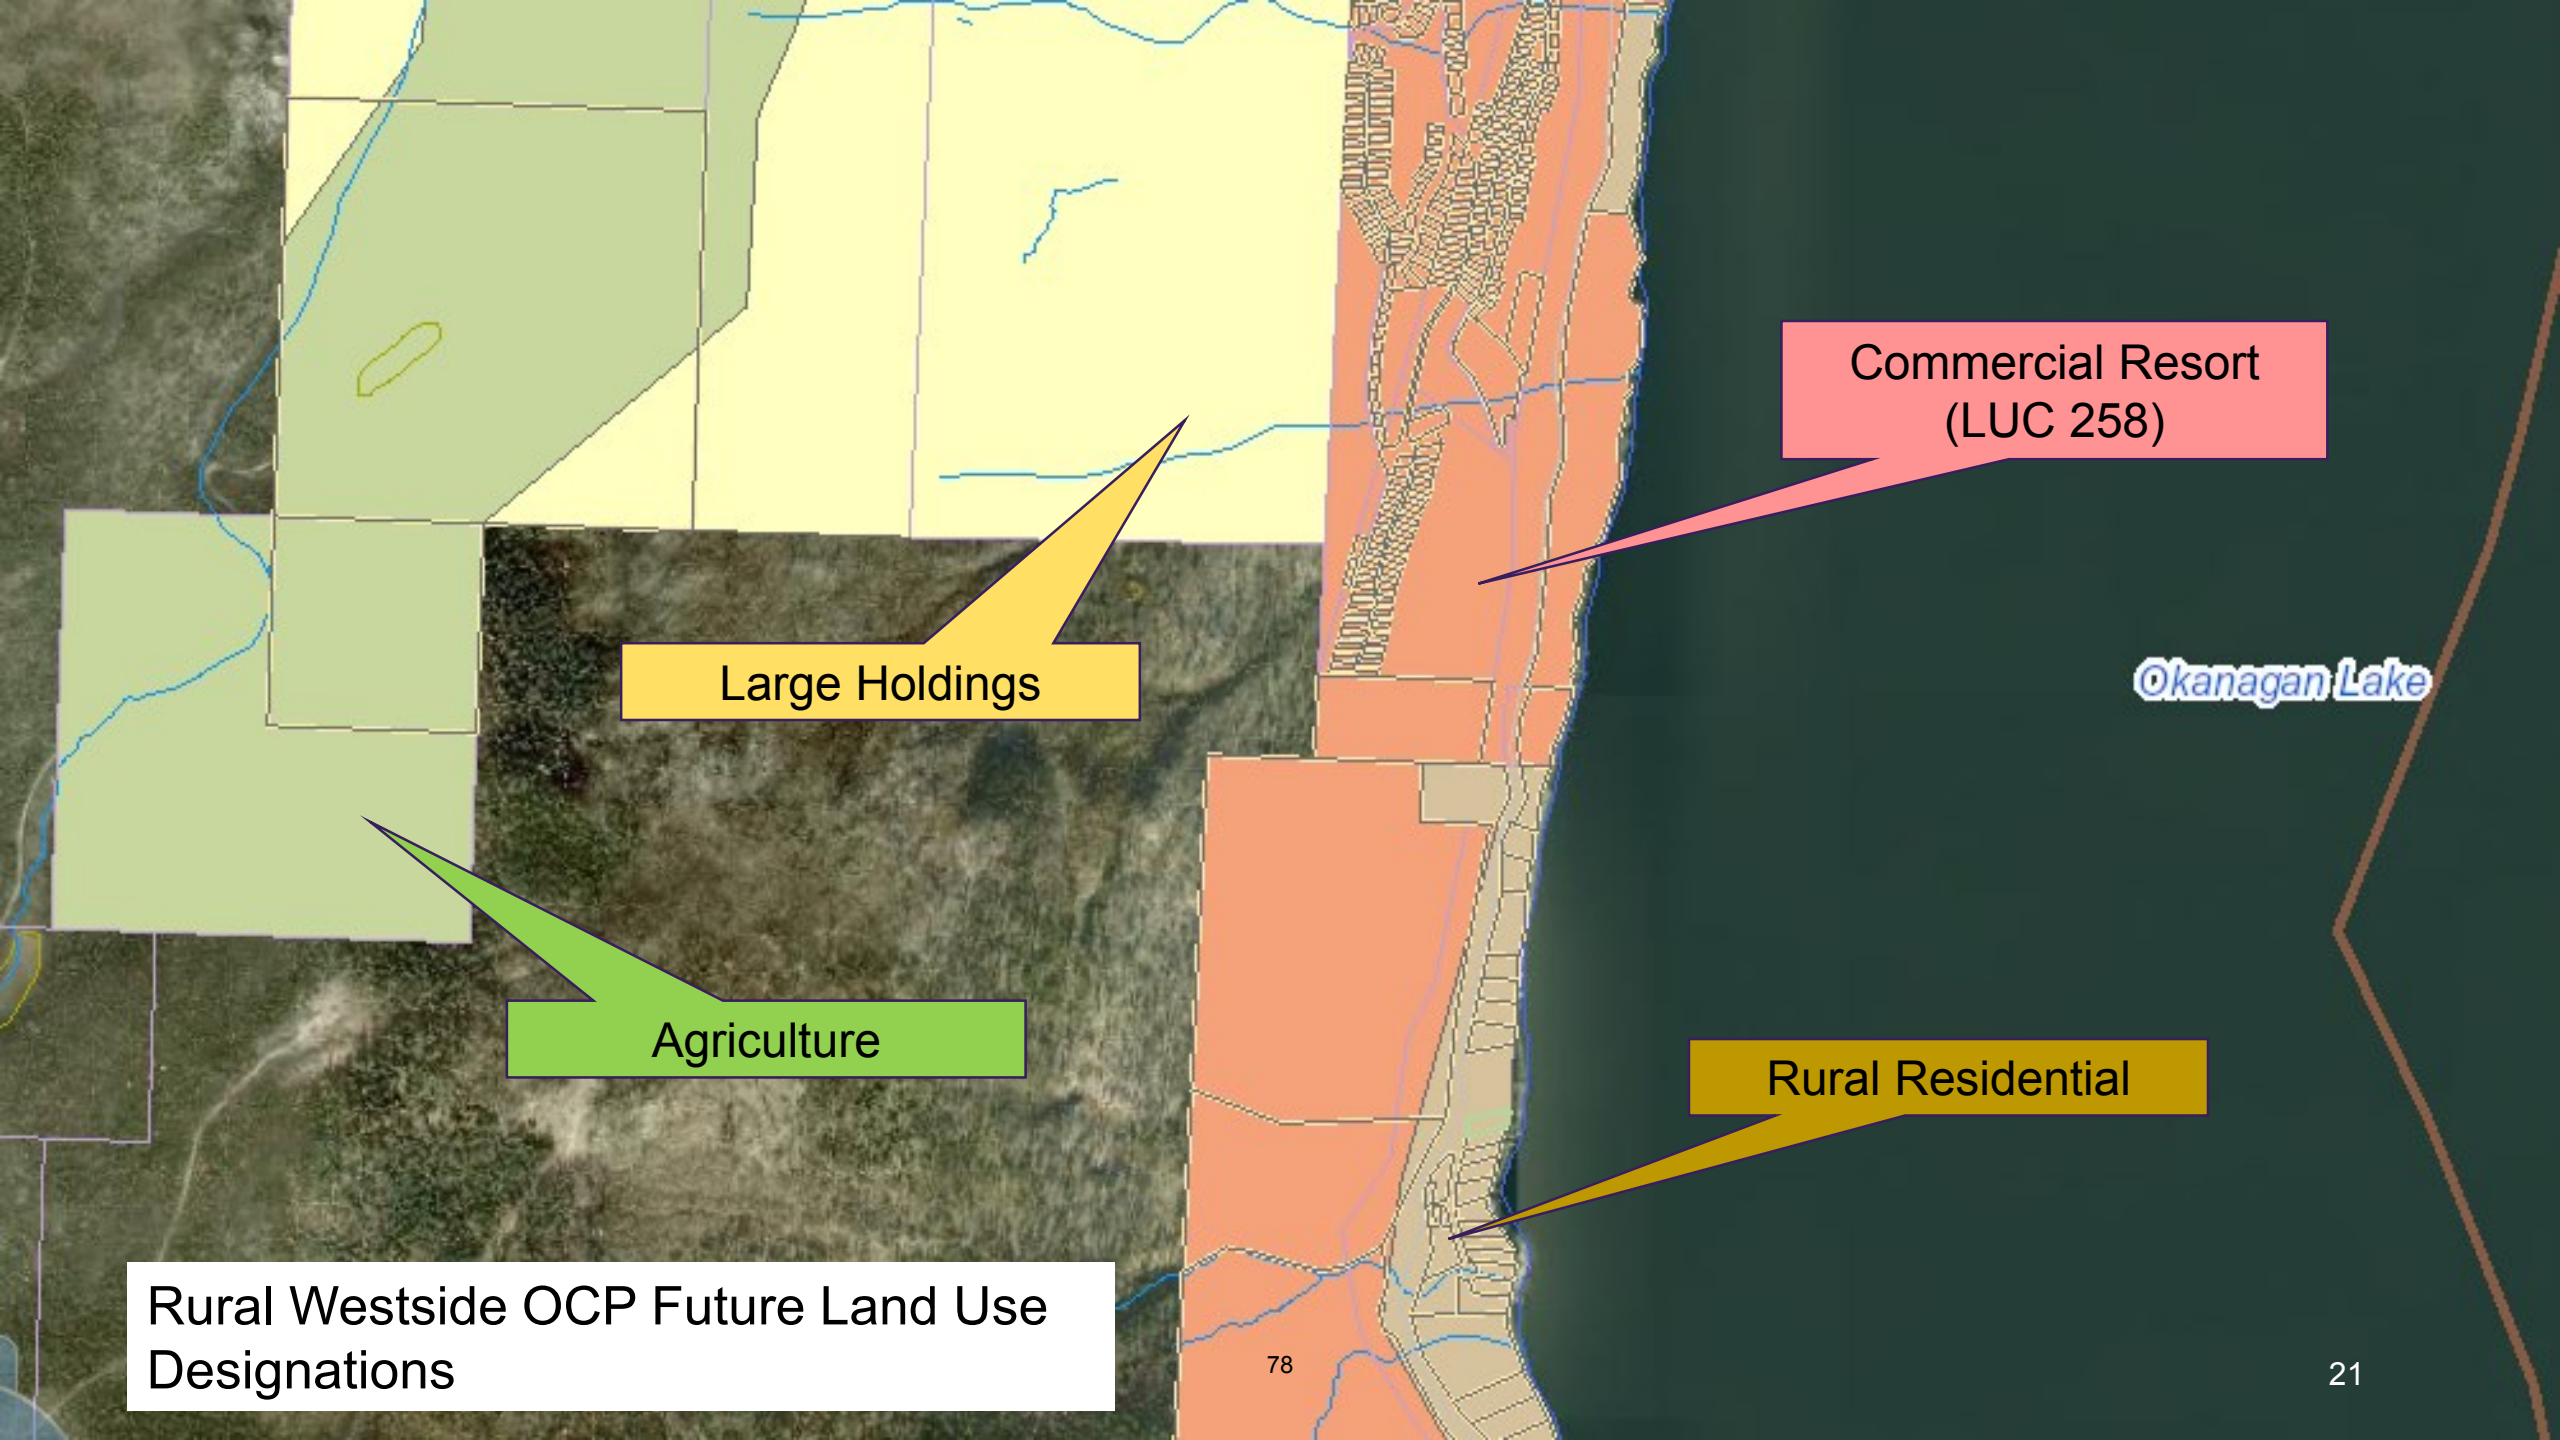 Commercial Resort
(LUC 258)
Okanagan Lake
Large Holdings
Agriculture
Rural Residential
Rural Westside OCP Future Land Use
Designations
78
21